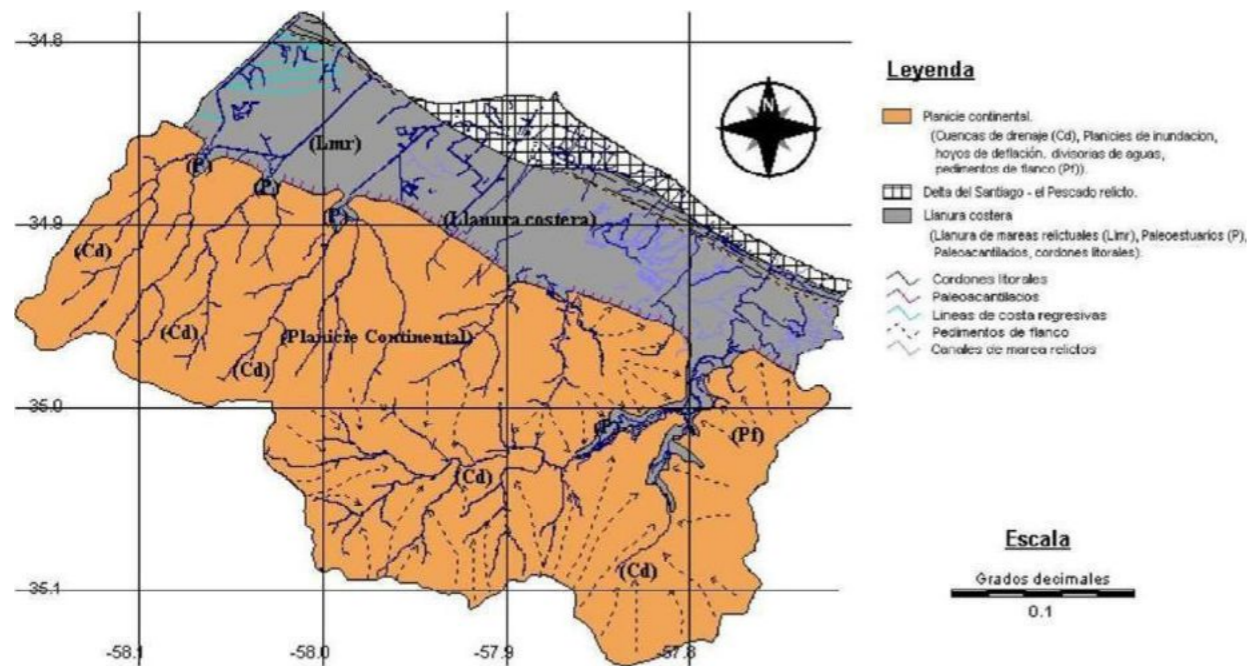 34.8
34.9
35.0
35.1
-58.1
-58.0
-57.9
-57.8
(Lmr)
(P)
(P)
(P)
(Llanura costera)
(Cd)
(Cd)
(Planicie Continental)
(Cd)
(P)
(Pf)
(Cd)
(Cd)
N
Leyenda
Planicie continental.
(Cuencas de drenaje (Cd), Planicies de inundacion,
hoyos de deflación, divisorias de aguas,
pedimentos de flanco (Pf)).
Delta del Santiago - el Pescado relicto.
Llanura costera
(Llanura de mareas relictuales (Lmr), Paleoestuarios (P),
Paleoacantilados, cordones litorales).
Cordones litorales
Paleoacantilados
Lineas de costa regresivas
Pedimentos de flanco
Canales de marea relictos
Escala
Grados decimales
0.1